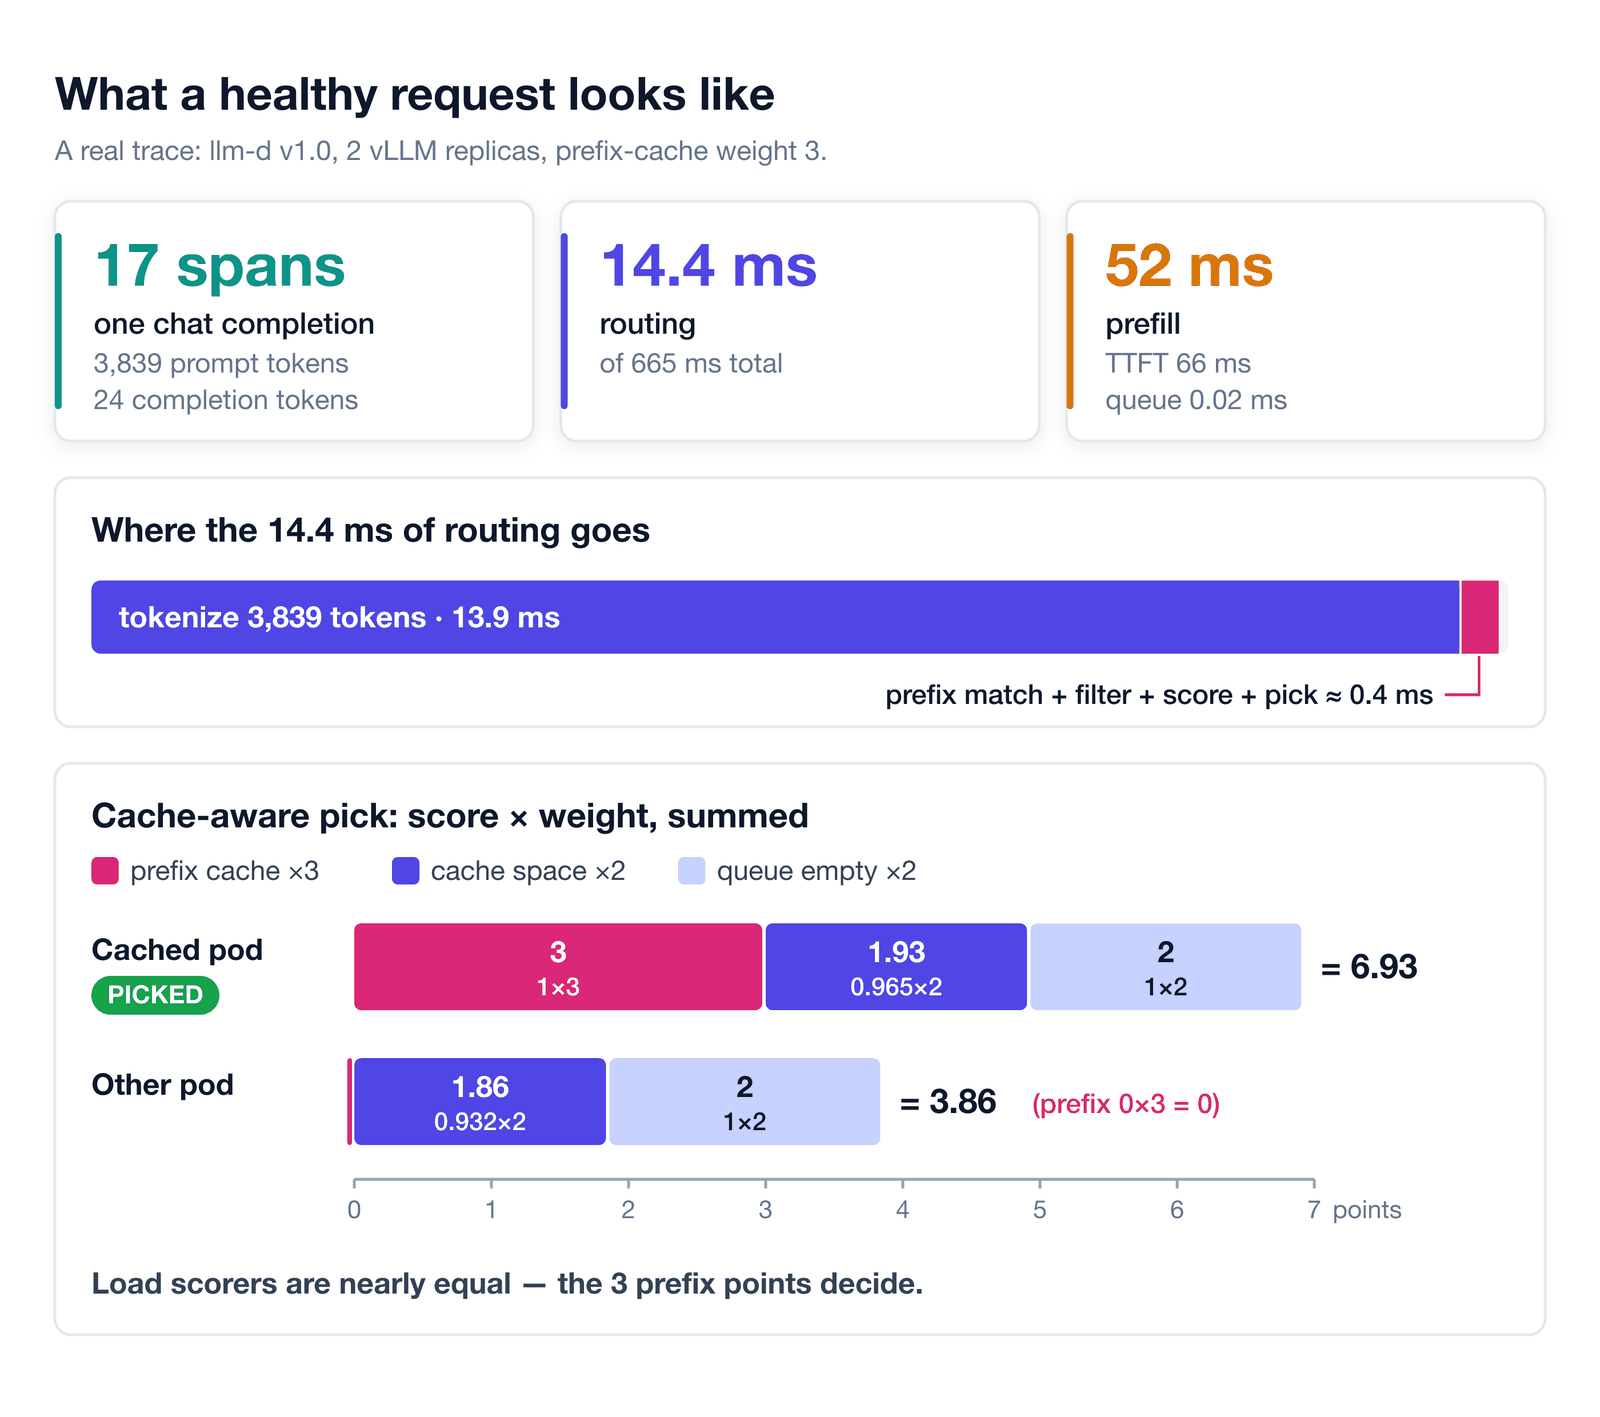 What a healthy request looks like
A real trace: llm-d v1.0, 2 vLLM replicas, prefix-cache weight 3.
17 spans
one chat completion
3,839 prompt tokens
24 completion tokens
14.4 ms
routing
of 665 ms total
52 ms
prefill
TTFT 66 ms
queue 0.02 ms
Where the 14.4 ms of routing goes
tokenize 3,839 tokens · 13.9 ms
prefix match + filter + score + pick ≈ 0.4 ms
Cache-aware pick: score × weight, summed
prefix cache ×3 cache space ×2 queue empty ×2
Cached pod
PICKED
3 1.93 2
1×3 0.965×2 1×2
= 6.93
Other pod
1.86 2
0.932×2 1×2
= 3.86 (prefix 0×3 = 0)
0 1 2 3 4 5 6 7 points
Load scorers are nearly equal — the 3 prefix points decide.